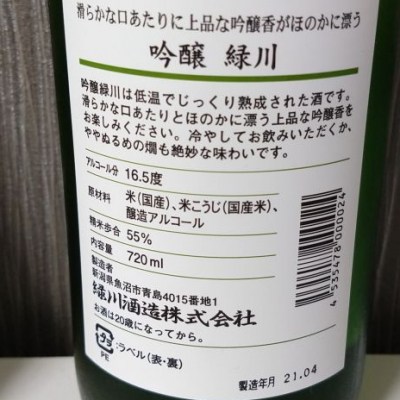 滑らかな口あたりに上品な吟醸香がほのかに漂う
吟醸 緑川
吟醸緑川は低温でじっくり熟成された酒です。
滑らかな口あたりとほのかに漂う上品な吟醸香を
お楽しみください。冷やしてお飲みいただくか、
ややぬるめの燗も絶妙な味わいです。
アルコール分 16.5度
原材料 米(国産)、米こうじ(国産米)、
醸造アルコール
精米歩合 55%
内容量 720ml
製造者
新潟県魚沼市青島4015番地1
緑川酒造株式会社
お酒は20歳になってから。
プラ :ラベル(表・裏)
PE
製造年月 21.04
4 535478 000024